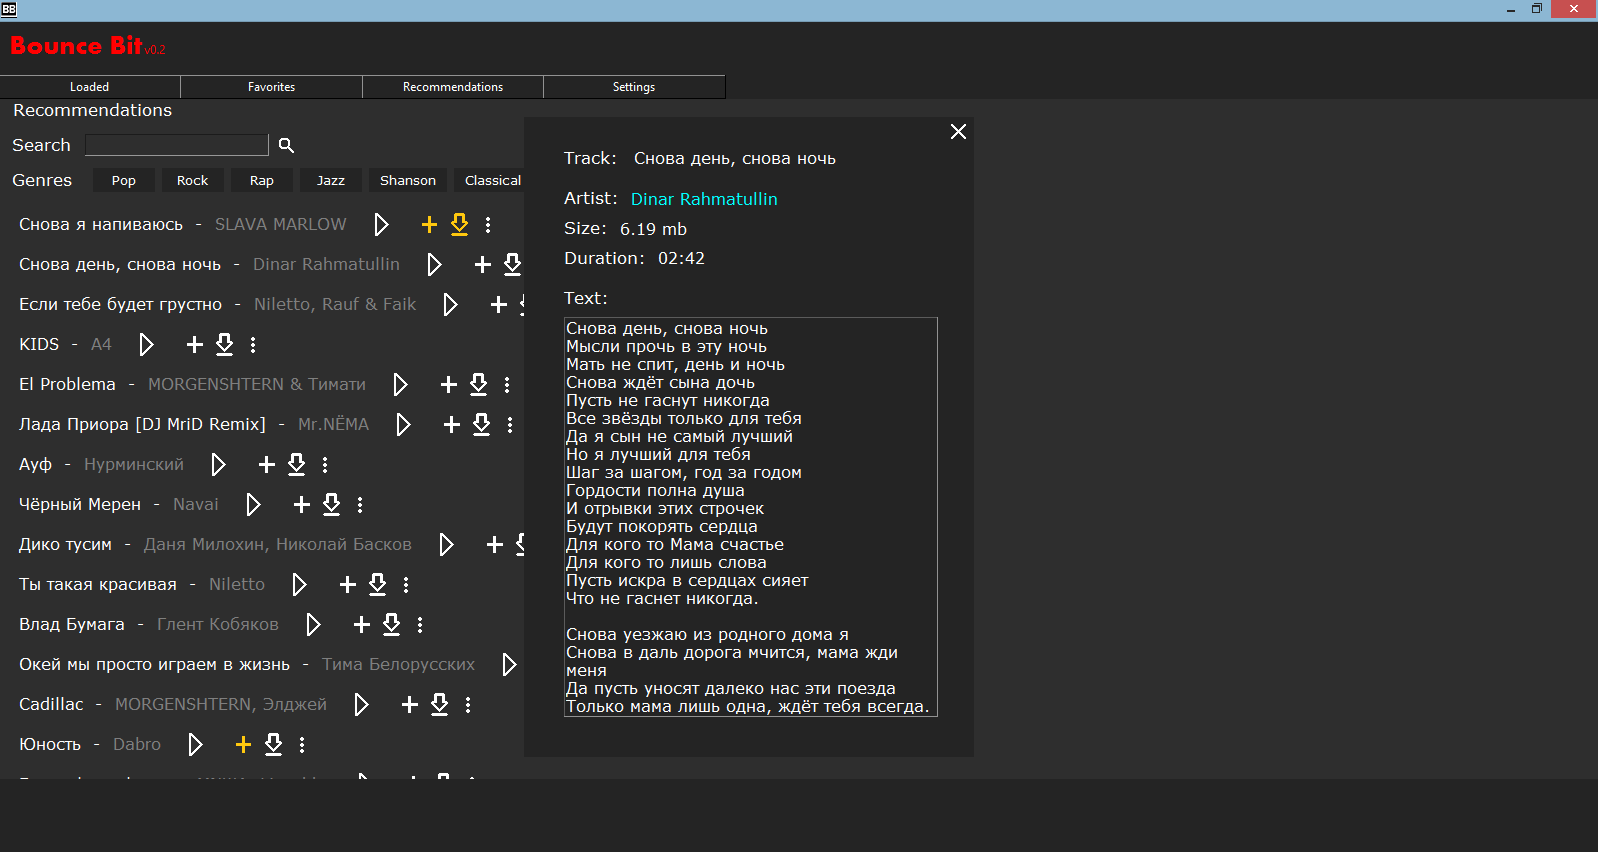 BB
Bounce Bit v0.2
Loaded Favorites Recommendations Settings
Recommendations
Search
Genres Pop Rock Rap Jazz Shanson Classical
Снова я напиваюсь - SLAVA MARLOW
Снова день, снова ночь - Dinar Rahmatullin
Если тебе будет грустно - Niletto, Rauf & Faik
KIDS - A4
El Problema - MORGENSHTERN & Тимати
Лада Приора [DJ MriD Remix] - Mr.NЁMA
Ауф - Нурминский
Чёрный Мерен - Navai
Дико тусим - Даня Милохин, Николай Басков
Ты такая красивая - Niletto
Влад Бумага - Глент Кобяков
Окей мы просто играем в жизнь - Тима Белорусских
Cadillac - MORGENSHTERN, Элджей
Юность - Dabro
Track: Снова день, снова ночь
Artist: Dinar Rahmatullin
Size: 6.19 mb
Duration: 02:42
Text:
Снова день, снова ночь
Мысли прочь в эту ночь
Мать не спит, день и ночь
Снова ждёт сына дочь
Пусть не гаснут никогда
Все звёзды только для тебя
Да я сын не самый лучший
Но я лучший для тебя
Шаг за шагом, год за годом
Гордости полна душа
И отрывки этих строчек
Будут покорять сердца
Для кого то Мама счастье
Для кого то лишь слова
Пусть искра в сердцах сияет
Что не гаснет никогда.
Снова уезжаю из родного дома я
Снова в даль дорога мчится, мама жди
меня
Да пусть уносят далеко нас эти поезда
Только мама лишь одна, ждёт тебя всегда.